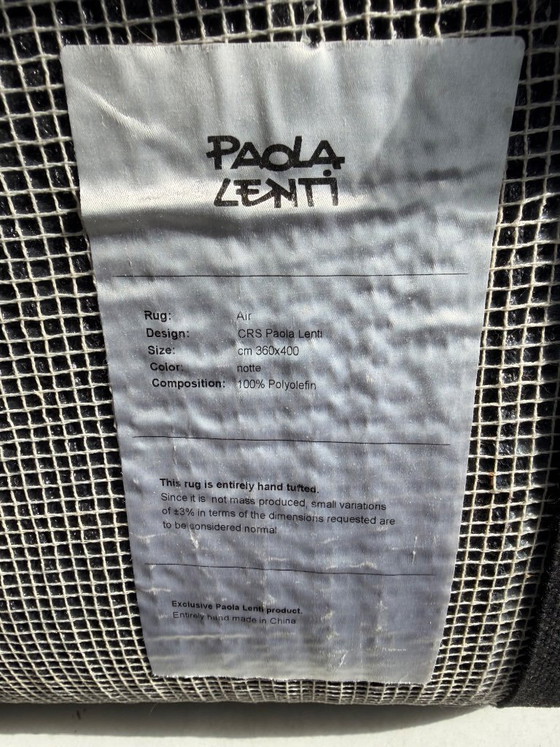 PAOLA
LENTI
Rug: Air
Design: CRS Paola Lenti
Size: cm 360x400
Color: notte
Composition: 100% Polyolefin
This rug is entirely hand tufted.
Since it is not mass produced, small variations
of ±3% in terms of the dimensions requested are
to be considered normal
Exclusive Paola Lenti product.
Entirely hand made in China